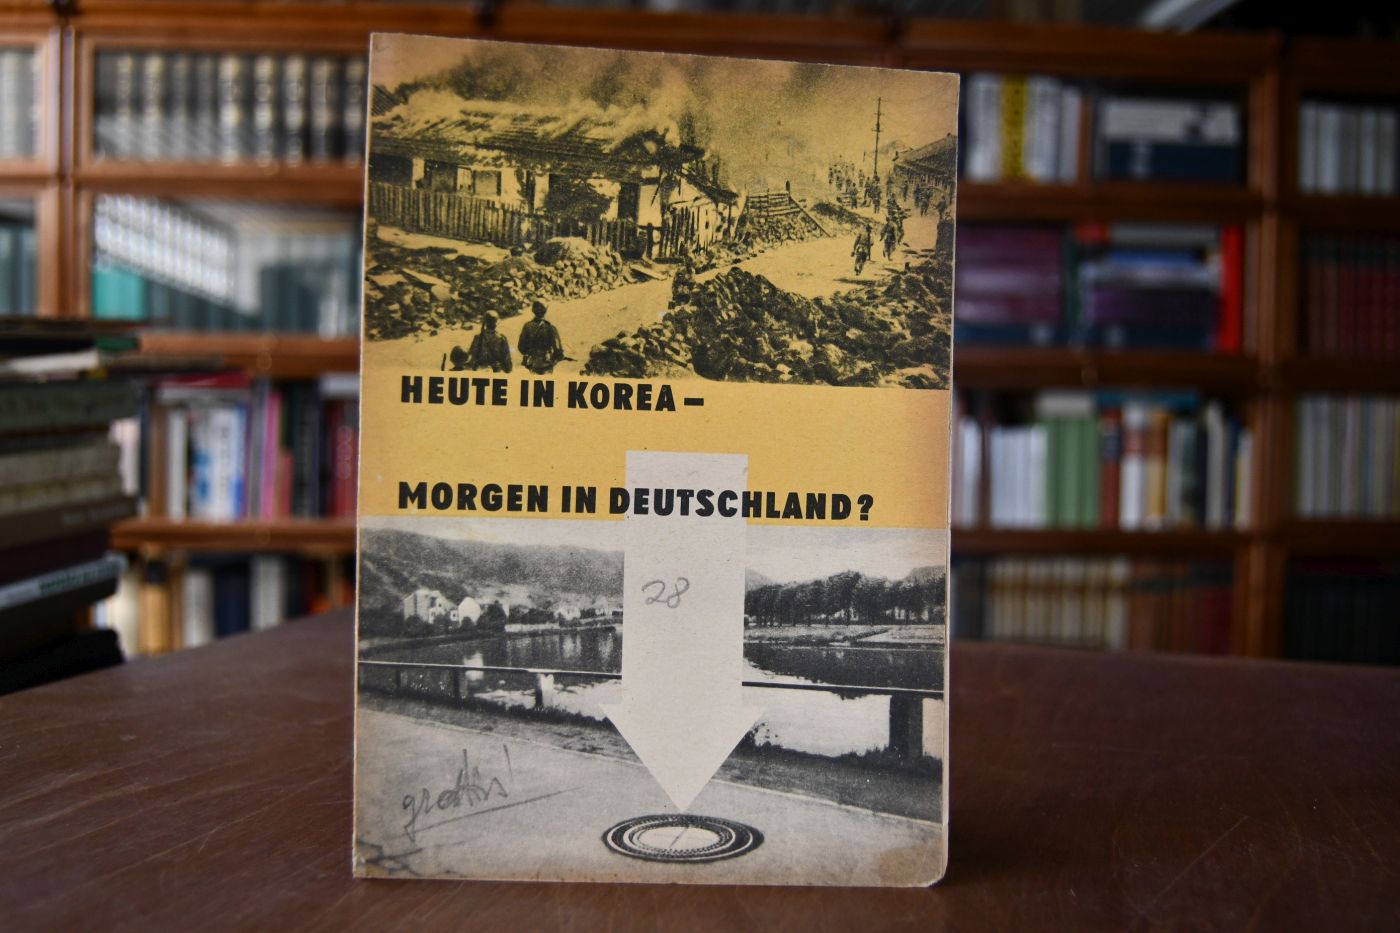 HEUTE IN KOREA –
MORGEN IN DEUTSCHLAND?
28
gratis!